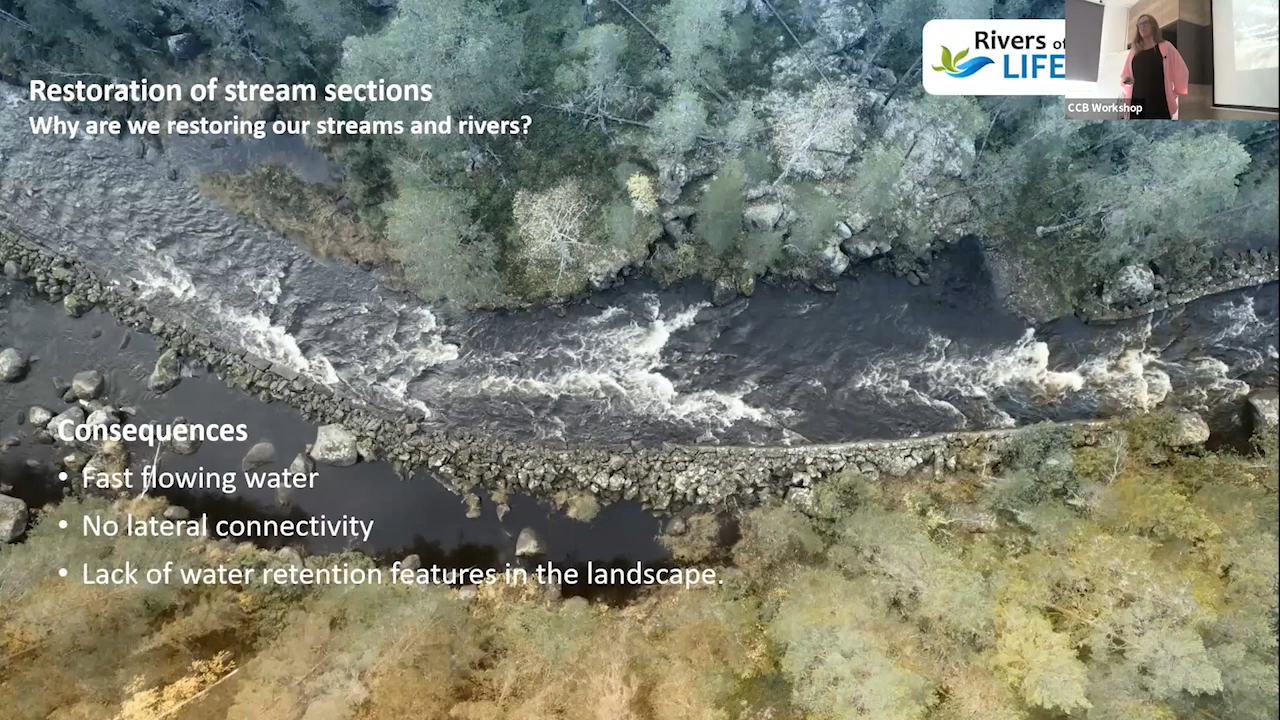 Restoration of stream sections
Why are we restoring our streams and rivers?
Rivers of
LIFE
CCB Workshop
Consequences
• Fast flowing water
• No lateral connectivity
• Lack of water retention features in the landscape.